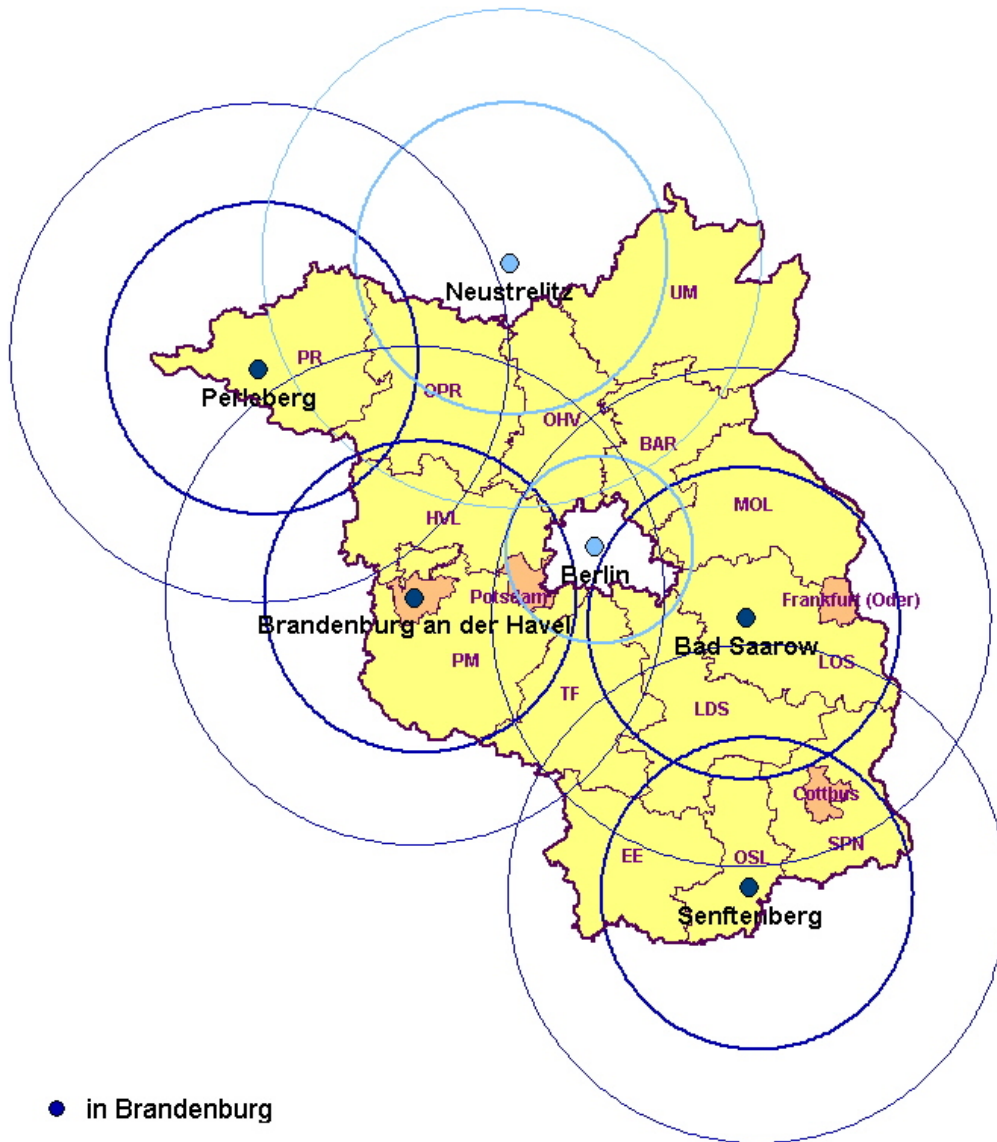 Neustrelitz
UM
PR
Perleberg
OPR
OHV
BAR
MOL
HVL
Berlin
Potsdam
Frankfurt (Oder)
Brandenburg an der Havel
Bad Saarow
PM
LOS
TF
LDS
Cottbus
EE
OSL
SPN
Senftenberg
in Brandenburg